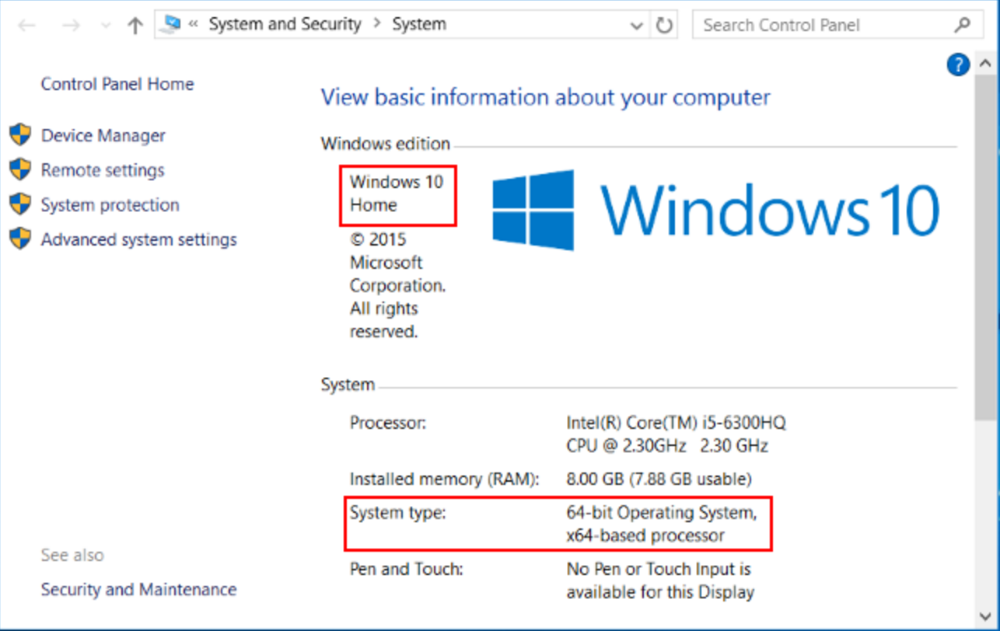 « System and Security > System
Search Control Panel
?
Control Panel Home
Device Manager
Remote settings
System protection
Advanced system settings
See also
Security and Maintenance
View basic information about your computer
Windows edition
Windows 10
Home
© 2015
Microsoft
Corporation.
All rights
reserved.
Windows 10
System
Processor: Intel(R) Core(TM) i5-6300HQ
CPU @ 2.30GHz 2.30 GHz
Installed memory (RAM): 8.00 GB (7.88 GB usable)
System type: 64-bit Operating System,
x64-based processor
Pen and Touch: No Pen or Touch Input is
available for this Display